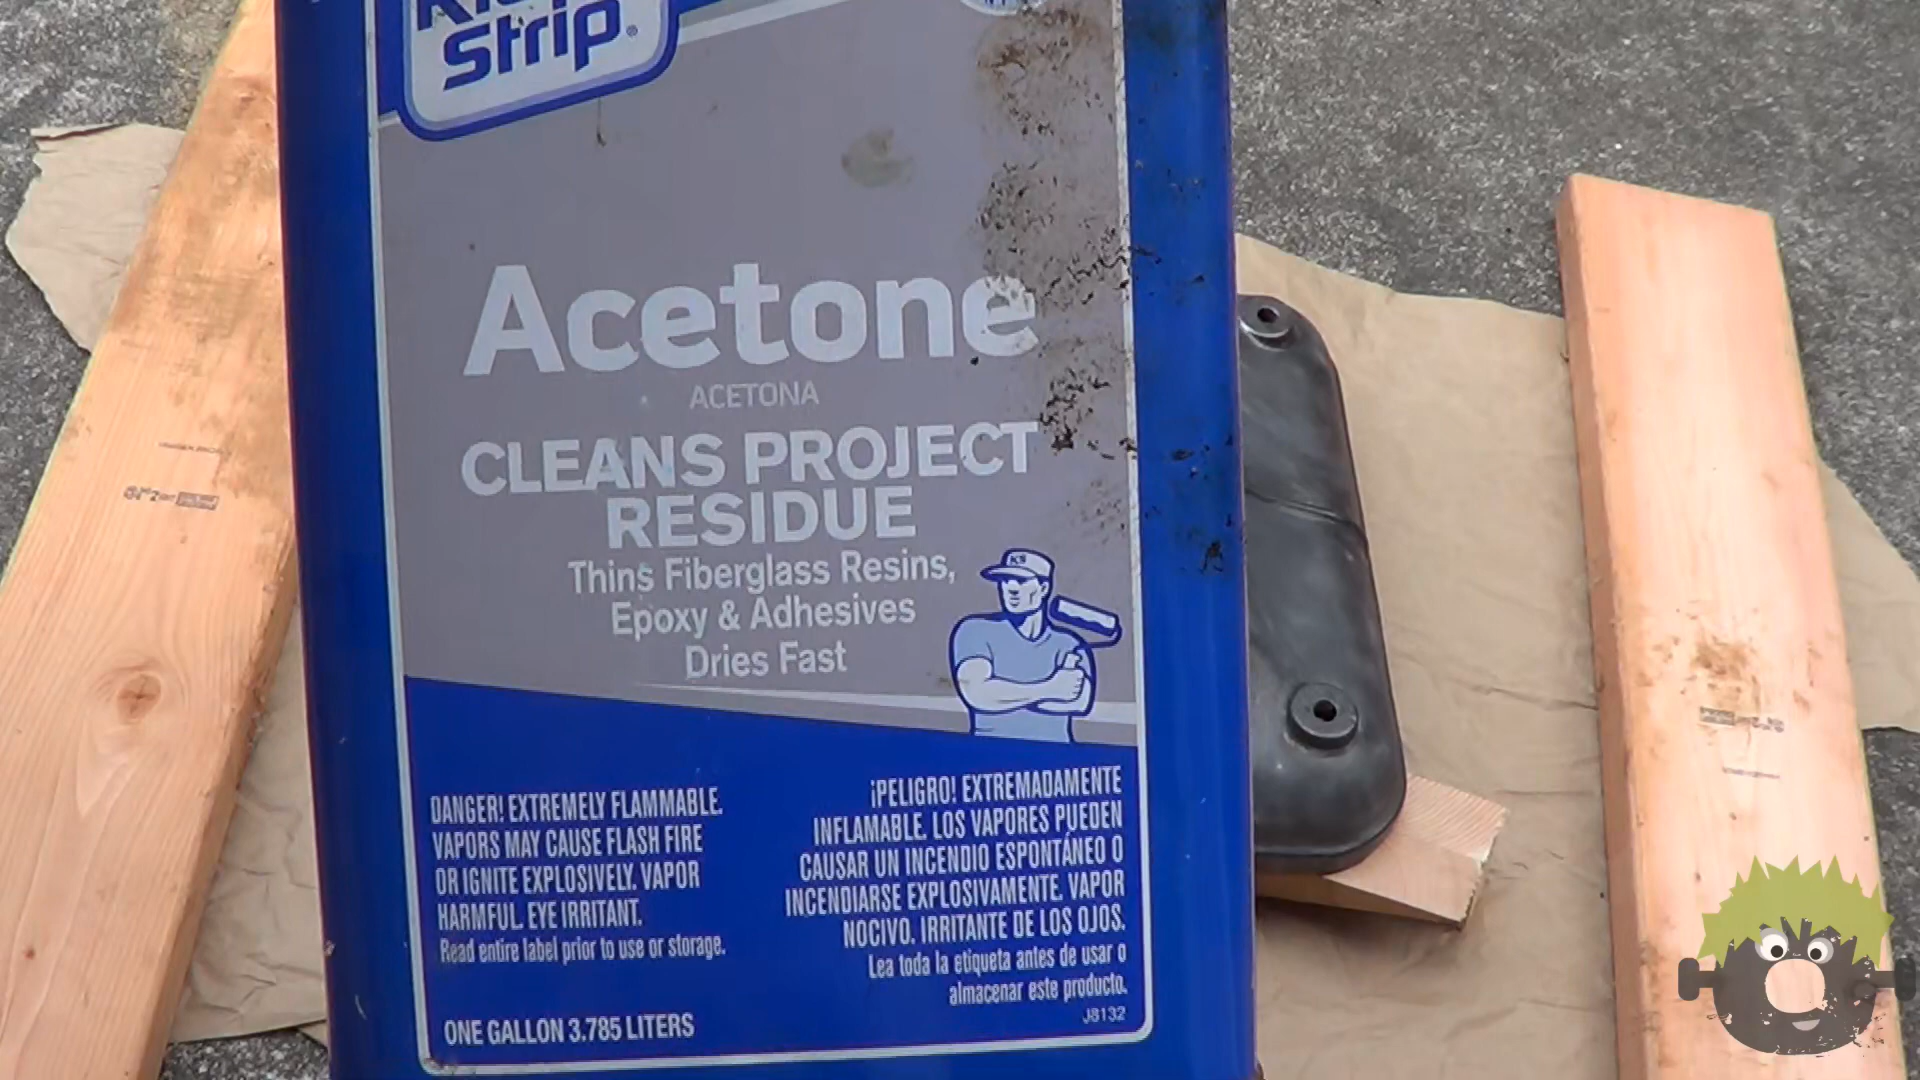 Strip®
Acetone
ACETONA
CLEANS PROJECT
RESIDUE
Thins Fiberglass Resins,
Epoxy & Adhesives
Dries Fast
KS
DANGER! EXTREMELY FLAMMABLE.
VAPORS MAY CAUSE FLASH FIRE
OR IGNITE EXPLOSIVELY. VAPOR
HARMFUL. EYE IRRITANT.
Read entire label prior to use or storage.
ONE GALLON 3.785 LITERS
¡PELIGRO! EXTREMADAMENTE
INFLAMABLE. LOS VAPORES PUEDEN
CAUSAR UN INCENDIO ESPONTÁNEO O
INCENDIARSE EXPLOSIVAMENTE. VAPOR
NOCIVO. IRRITANTE DE LOS OJOS.
Lea toda la etiqueta antes de usar o
almacenar este producto.
J8132